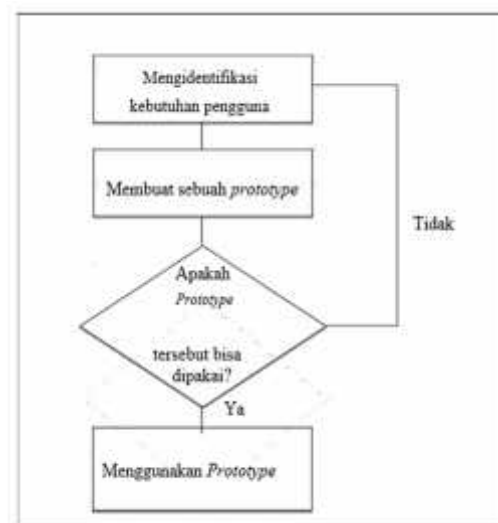 Mengidentifikasi
kebutuhan pengguna
Membuat sebuah prototype
Tidak
Apakah
Prototype
tersebut bisa
dipakai?
Ya
Menggunakan Prototype